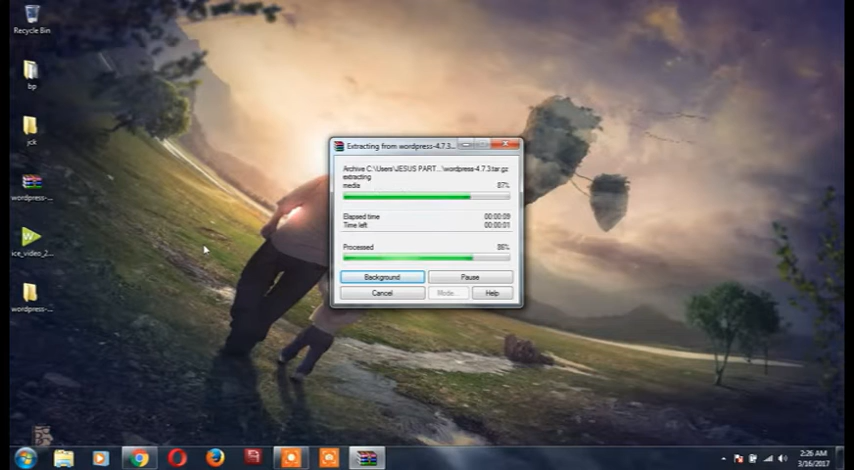 Recycle Bin
bp
jck
wordpress-...
ice_video_2...
wordpress-...
Extracting from wordpress-4.7.3...
Archive C:\Users\JESUS PART...\wordpress-4.7.3.tar.gz
extracting
media 87%
Elapsed time 00:00:09
Time left 00:00:01
Processed 86%
Background Pause
Cancel Mode... Help
2:26 AM
3/16/2017